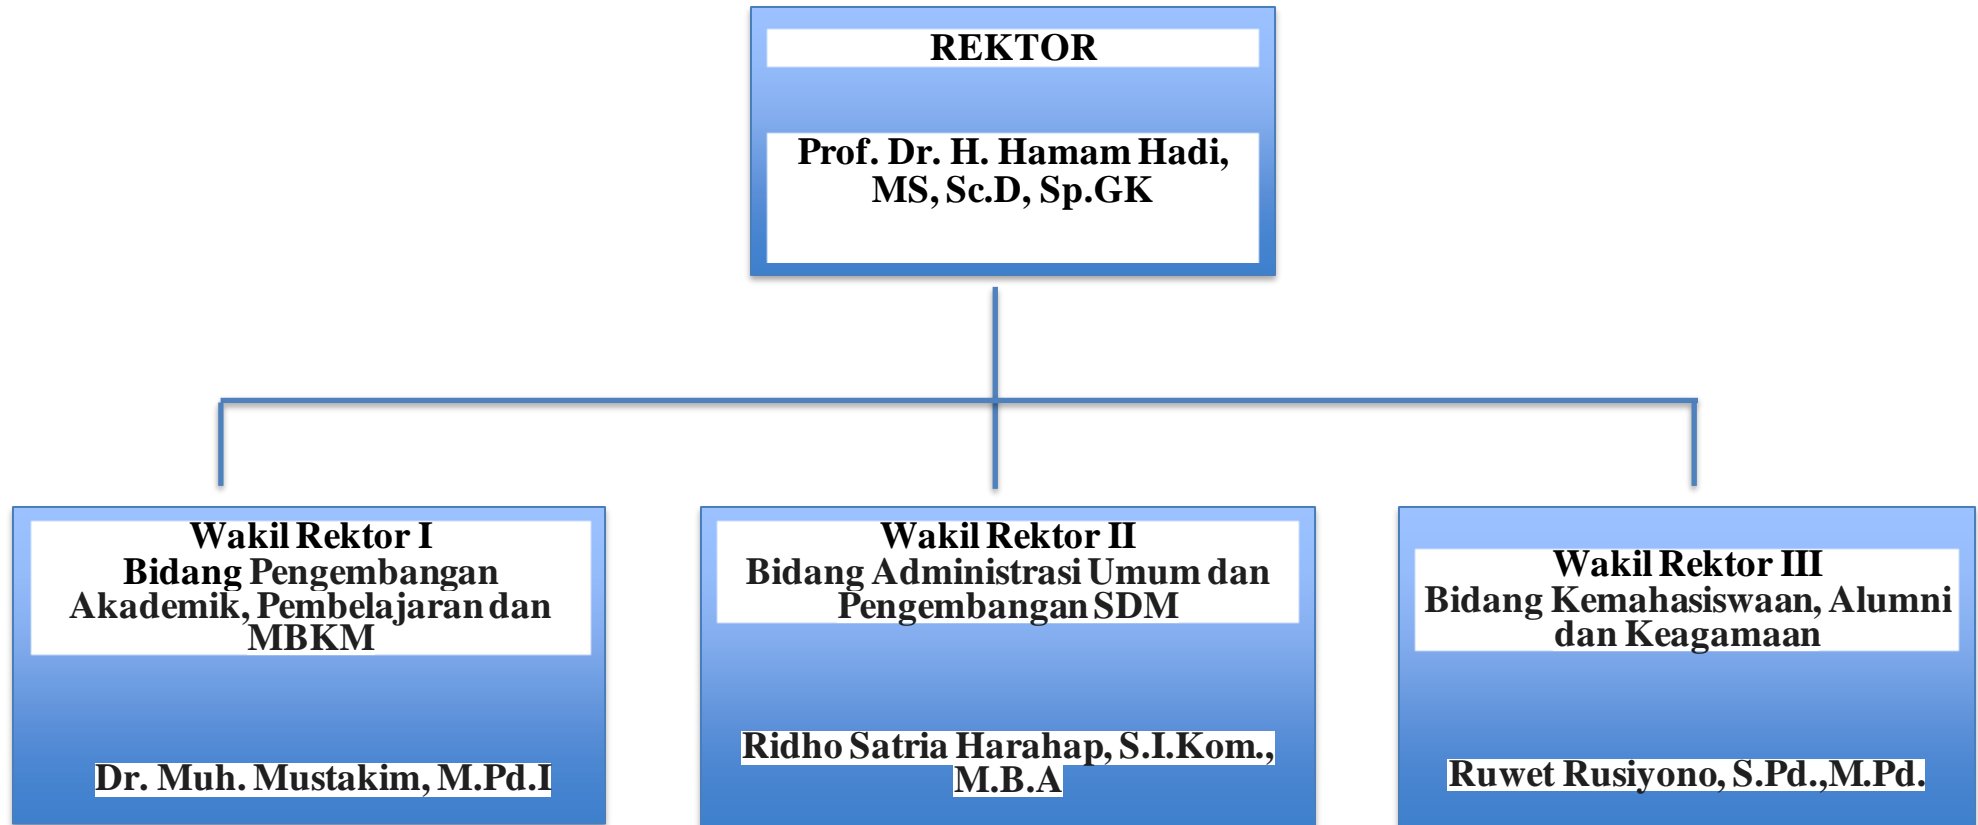 REKTOR
Prof. Dr. H. Hamam Hadi,
MS, Sc.D, Sp.GK
Wakil Rektor I
Bidang Pengembangan
Akademik, Pembelajaran dan
MBKM
Dr. Muh. Mustakim, M.Pd.I
Wakil Rektor II
Bidang Administrasi Umum dan
Pengembangan SDM
Ridho Satria Harahap, S.I.Kom.,
M.B.A
Wakil Rektor III
Bidang Kemahasiswaan, Alumni
dan Keagamaan
Ruwet Rusiyono, S.Pd.,M.Pd.